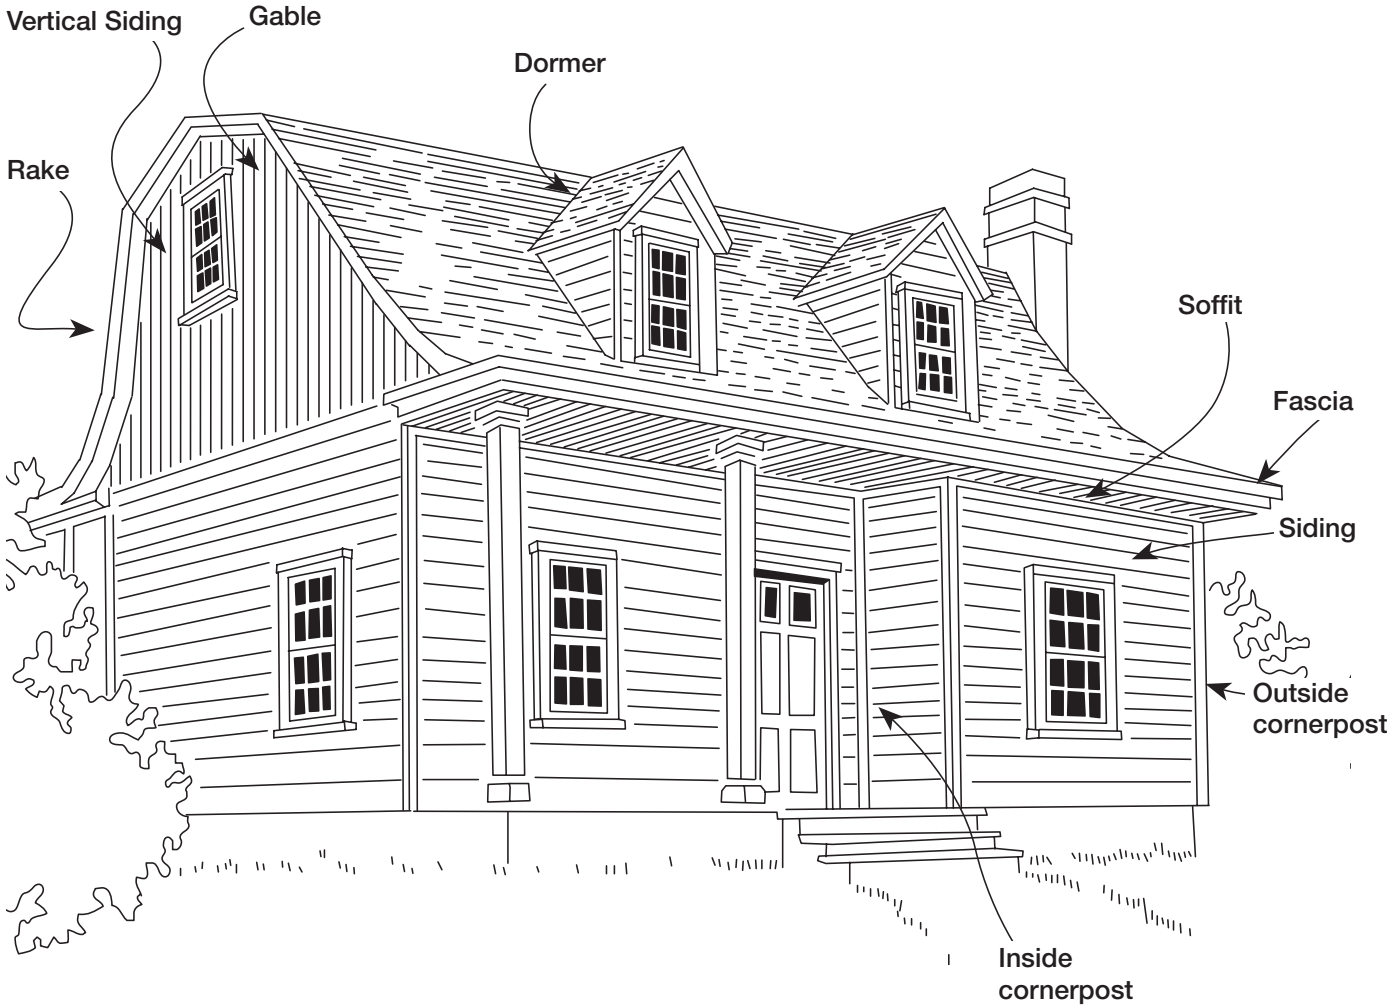 Vertical Siding
Gable
Dormer
Rake
Soffit
Fascia
Siding
Outside
cornerpost
Inside
cornerpost